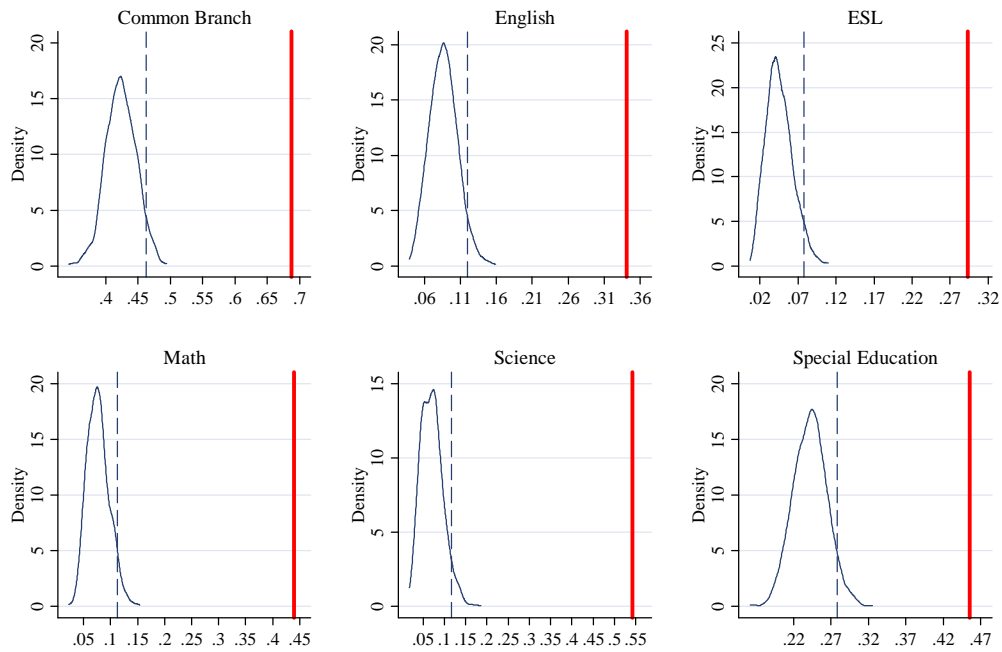 Common Branch
20
15
10
5
0
Density
.4 .45 .5 .55 .6 .65 .7
English
20
15
10
5
0
Density
.06 .11 .16 .21 .26 .31 .36
ESL
25
20
15
10
5
0
Density
.02 .07 .12 .17 .22 .27 .32
Math
20
15
10
5
0
Density
.05 .1 .15 .2 .25 .3 .35 .4 .45
Science
15
10
5
0
Density
.05 .1 .15 .2 .25 .3 .35 .4 .45 .5 .55
Special Education
20
15
10
5
0
Density
.22 .27 .32 .37 .42 .47